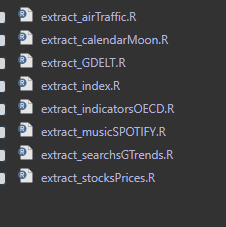 extract_airTraffic.R
extract_calendarMoon.R
extract_GDELT.R
extract_index.R
extract_indicatorsOECD.R
extract_musicSPOTIFY.R
extract_searchsGTrends.R
extract_stocksPrices.R